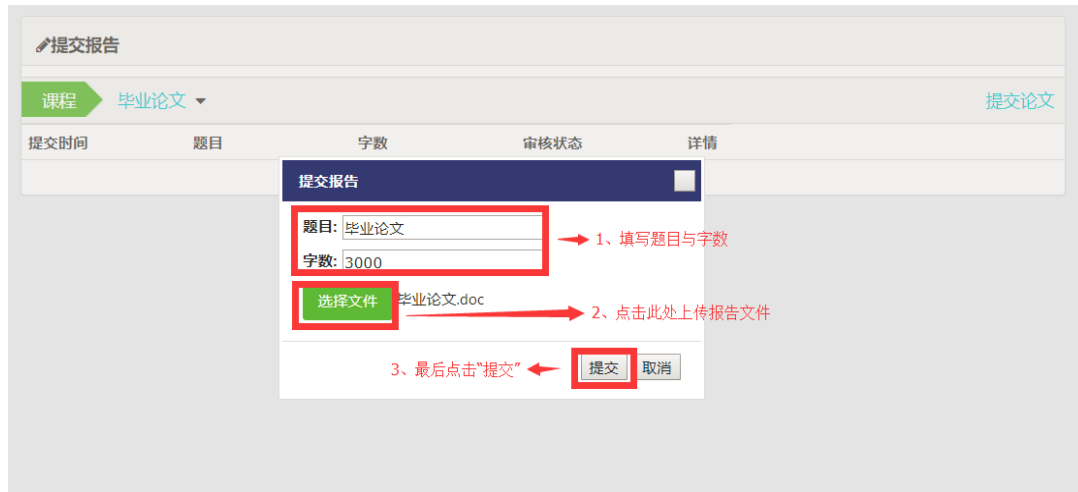 提交报告
课程 毕业论文 提交论文
提交时间 题目 字数 审核状态 详情
提交报告
题目: 毕业论文
1、填写题目与字数
字数: 3000
选择文件 毕业论文.doc
2、点击此处上传报告文件
3、最后点击“提交” 提交 取消